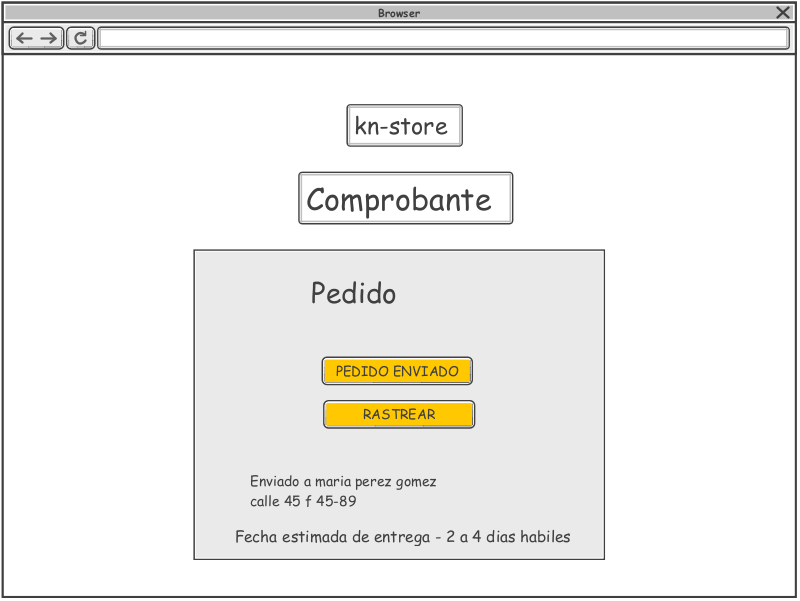 Browser
kn-store
Comprobante
Pedido
PEDIDO ENVIADO
RASTREAR
Enviado a maria perez gomez
calle 45 f 45-89
Fecha estimada de entrega - 2 a 4 dias habiles